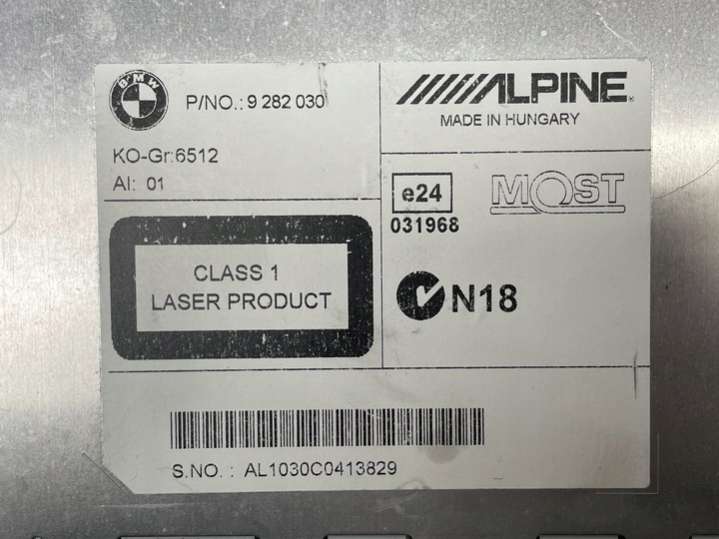 BMW
P/NO.: 9 282 030
KO-Gr:6512
AI: 01
ALPINE
MADE IN HUNGARY
e24
031968
MOST
CLASS 1
LASER PRODUCT
N18
S.NO. : AL1030C0413829